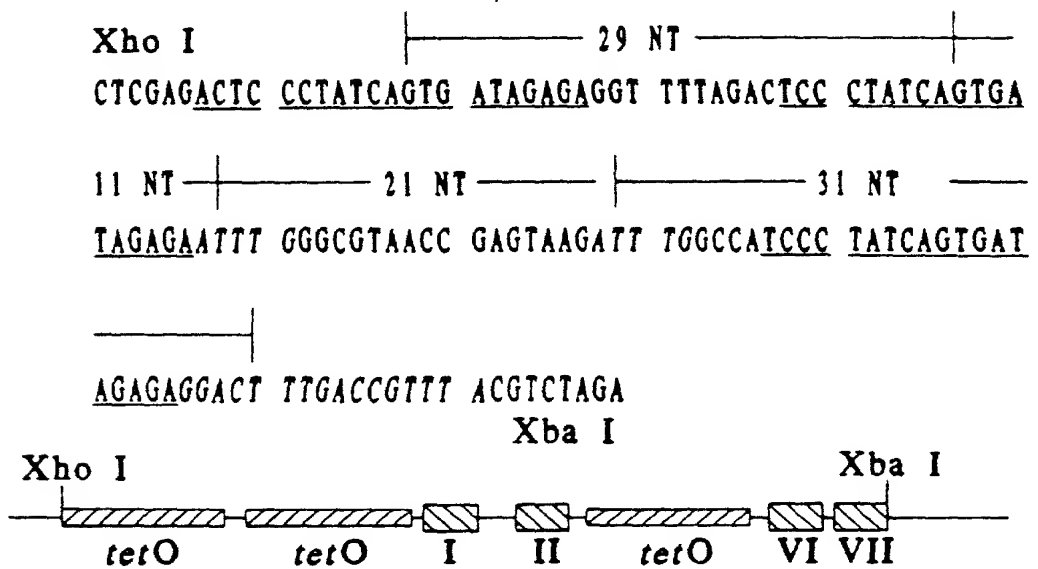 Xho I 29 NT
CTCGAGACTC CCTATCAGTG ATAGAGAGGT TTTAGACTCC CTATCAGTGA
11 NT 21 NT 31 NT
TAGAGAATTT GGGCGTAACC GAGTAAGATT TGGCCATCCC TATCAGTGAT
AGAGAGGACT TTGACCGTTT ACGTCTAGA
Xba I
Xho I Xba I
tetO tetO I II tetO VI VII